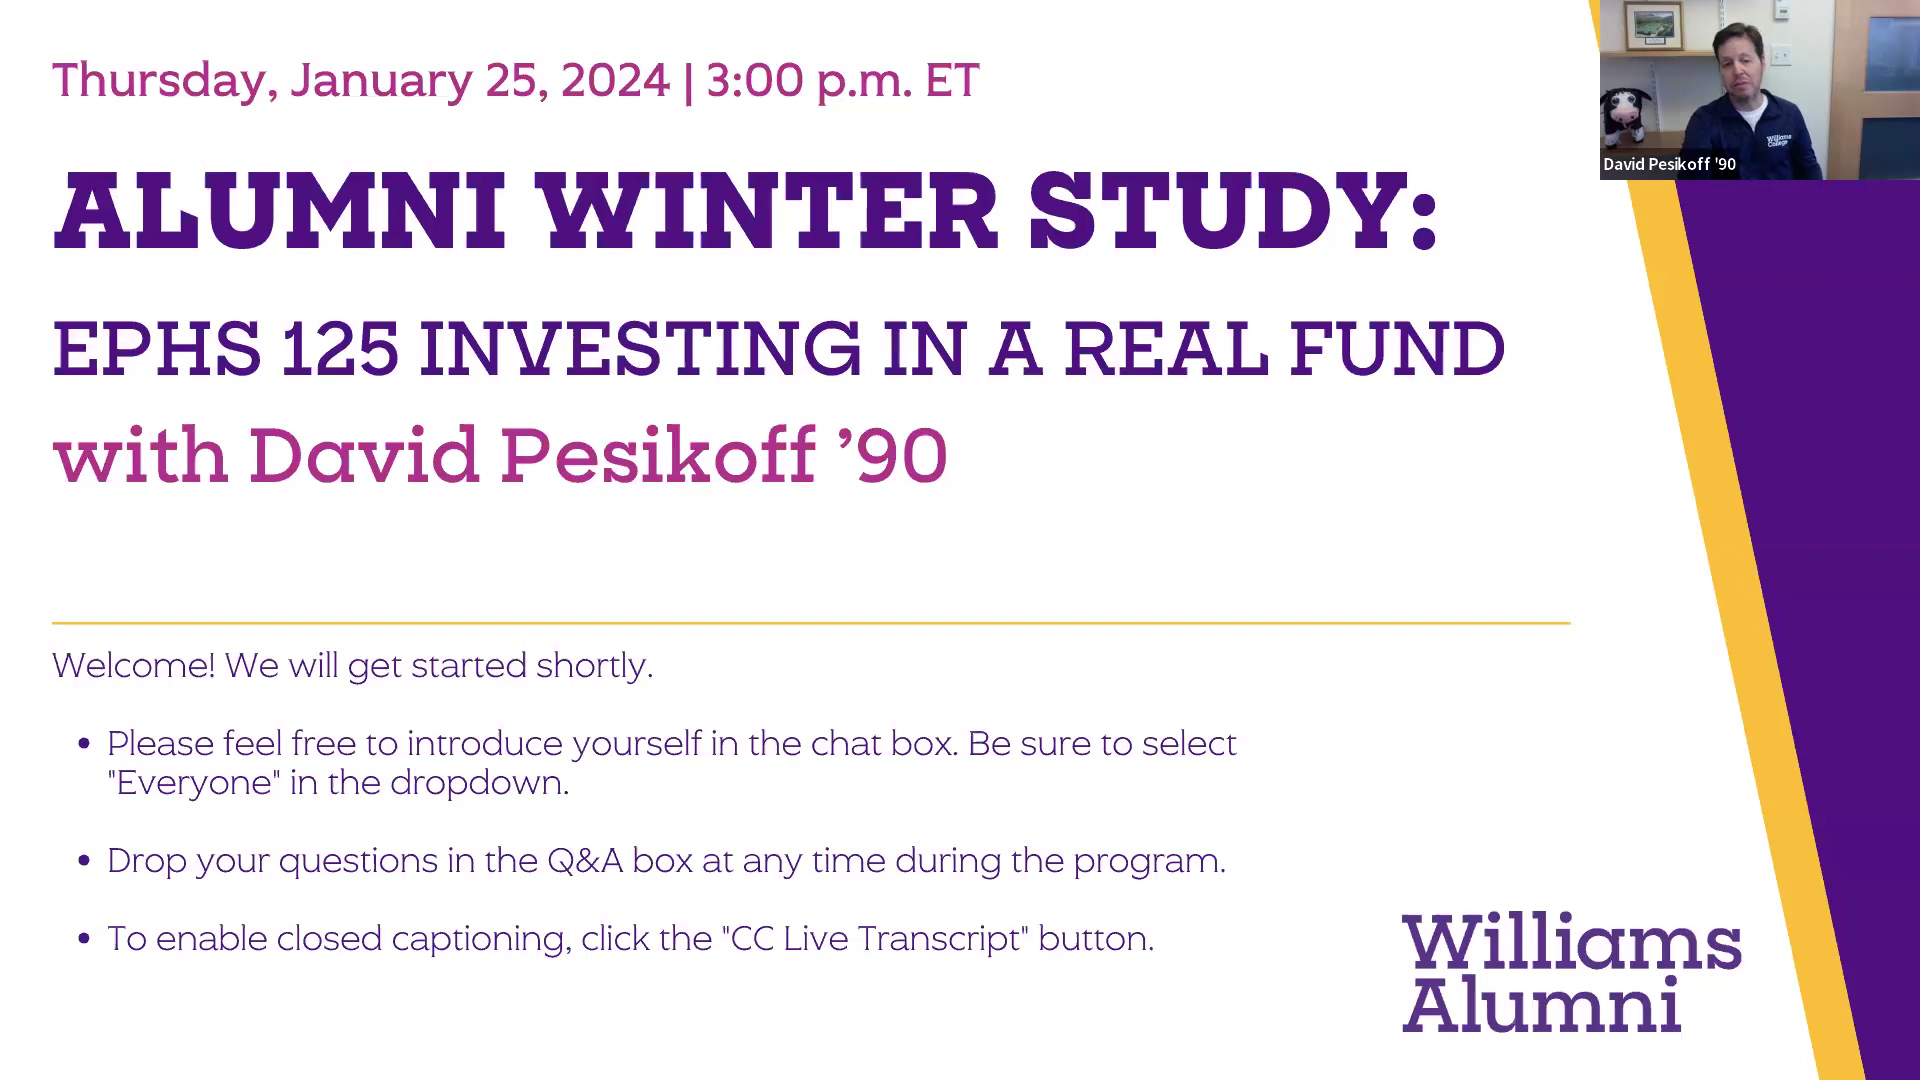 Thursday, January 25, 2024 | 3:00 p.m. ET
ALUMNI WINTER STUDY:
EPHS 125 INVESTING IN A REAL FUND
with David Pesikoff ’90
Welcome! We will get started shortly.
• Please feel free to introduce yourself in the chat box. Be sure to select
"Everyone" in the dropdown.
• Drop your questions in the Q&A box at any time during the program.
• To enable closed captioning, click the "CC Live Transcript" button.
Williams
Alumni
Williams
College
David Pesikoff '90